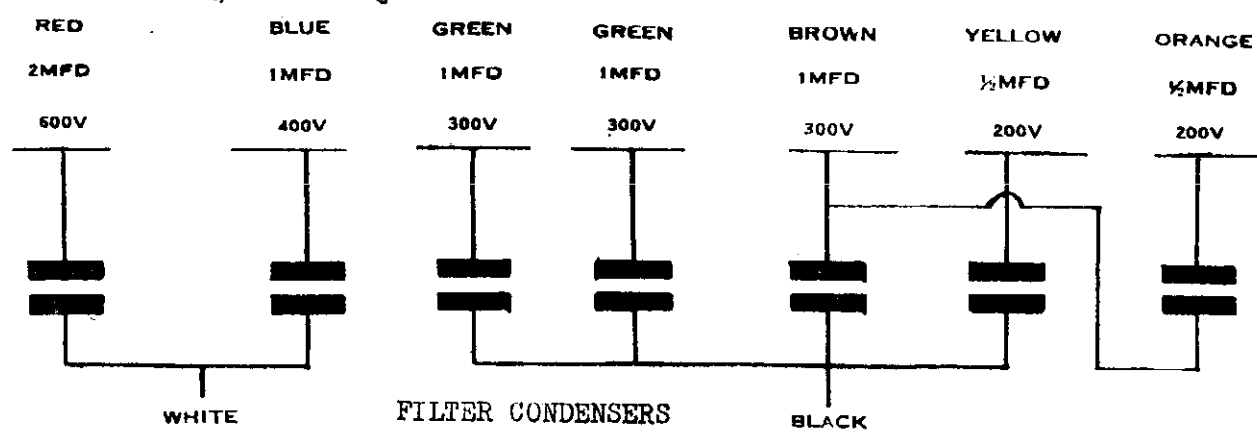 RED BLUE GREEN GREEN BROWN YELLOW ORANGE
2MFD 1MFD 1MFD 1MFD 1MFD ½MFD ½MFD
600V 400V 300V 300V 300V 200V 200V
WHITE FILTER CONDENSERS BLACK